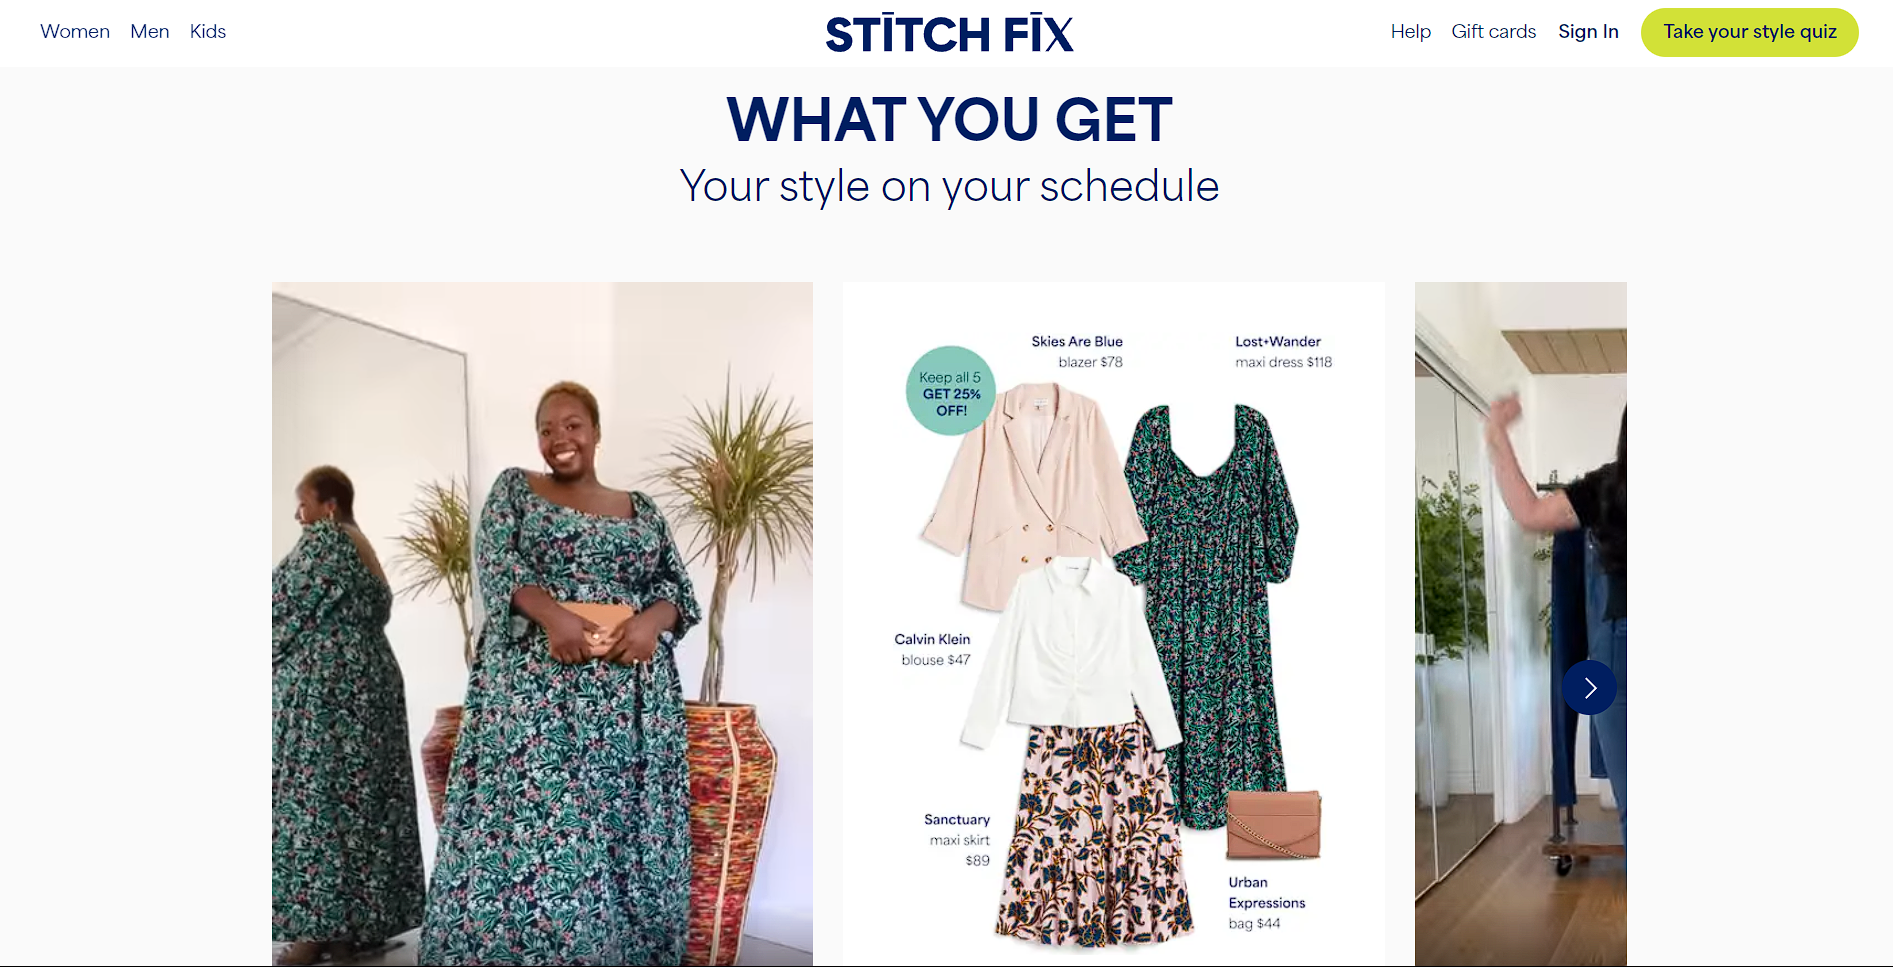 Women Men Kids
STITCH FIX
Help Gift cards Sign In Take your style quiz
WHAT YOU GET
Your style on your schedule
Keep all 5
GET 25%
OFF!
Skies Are Blue
blazer $78
Lost+Wander
maxi dress $118
Calvin Klein
blouse $47
Sanctuary
maxi skirt
$89
Urban
Expressions
bag $44